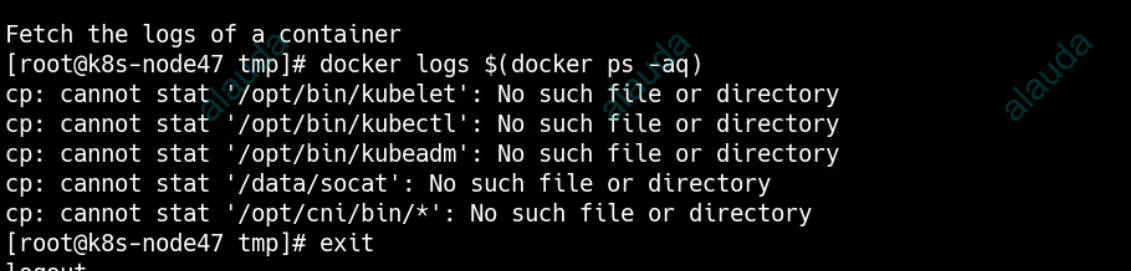 Fetch the logs of a container
[root@k8s-node47 tmp]# docker logs $(docker ps -aq)
cp: cannot stat '/opt/bin/kubelet': No such file or directory
cp: cannot stat '/opt/bin/kubectl': No such file or directory
cp: cannot stat '/opt/bin/kubeadm': No such file or directory
cp: cannot stat '/data/socat': No such file or directory
cp: cannot stat '/opt/cni/bin/*': No such file or directory
[root@k8s-node47 tmp]# exit
logout
alauda
alauda
alauda